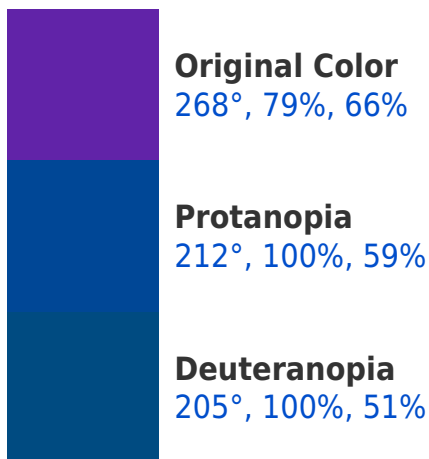 Original Color
268°, 79%, 66%
Protanopia
212°, 100%, 59%
Deuteranopia
205°, 100%, 51%